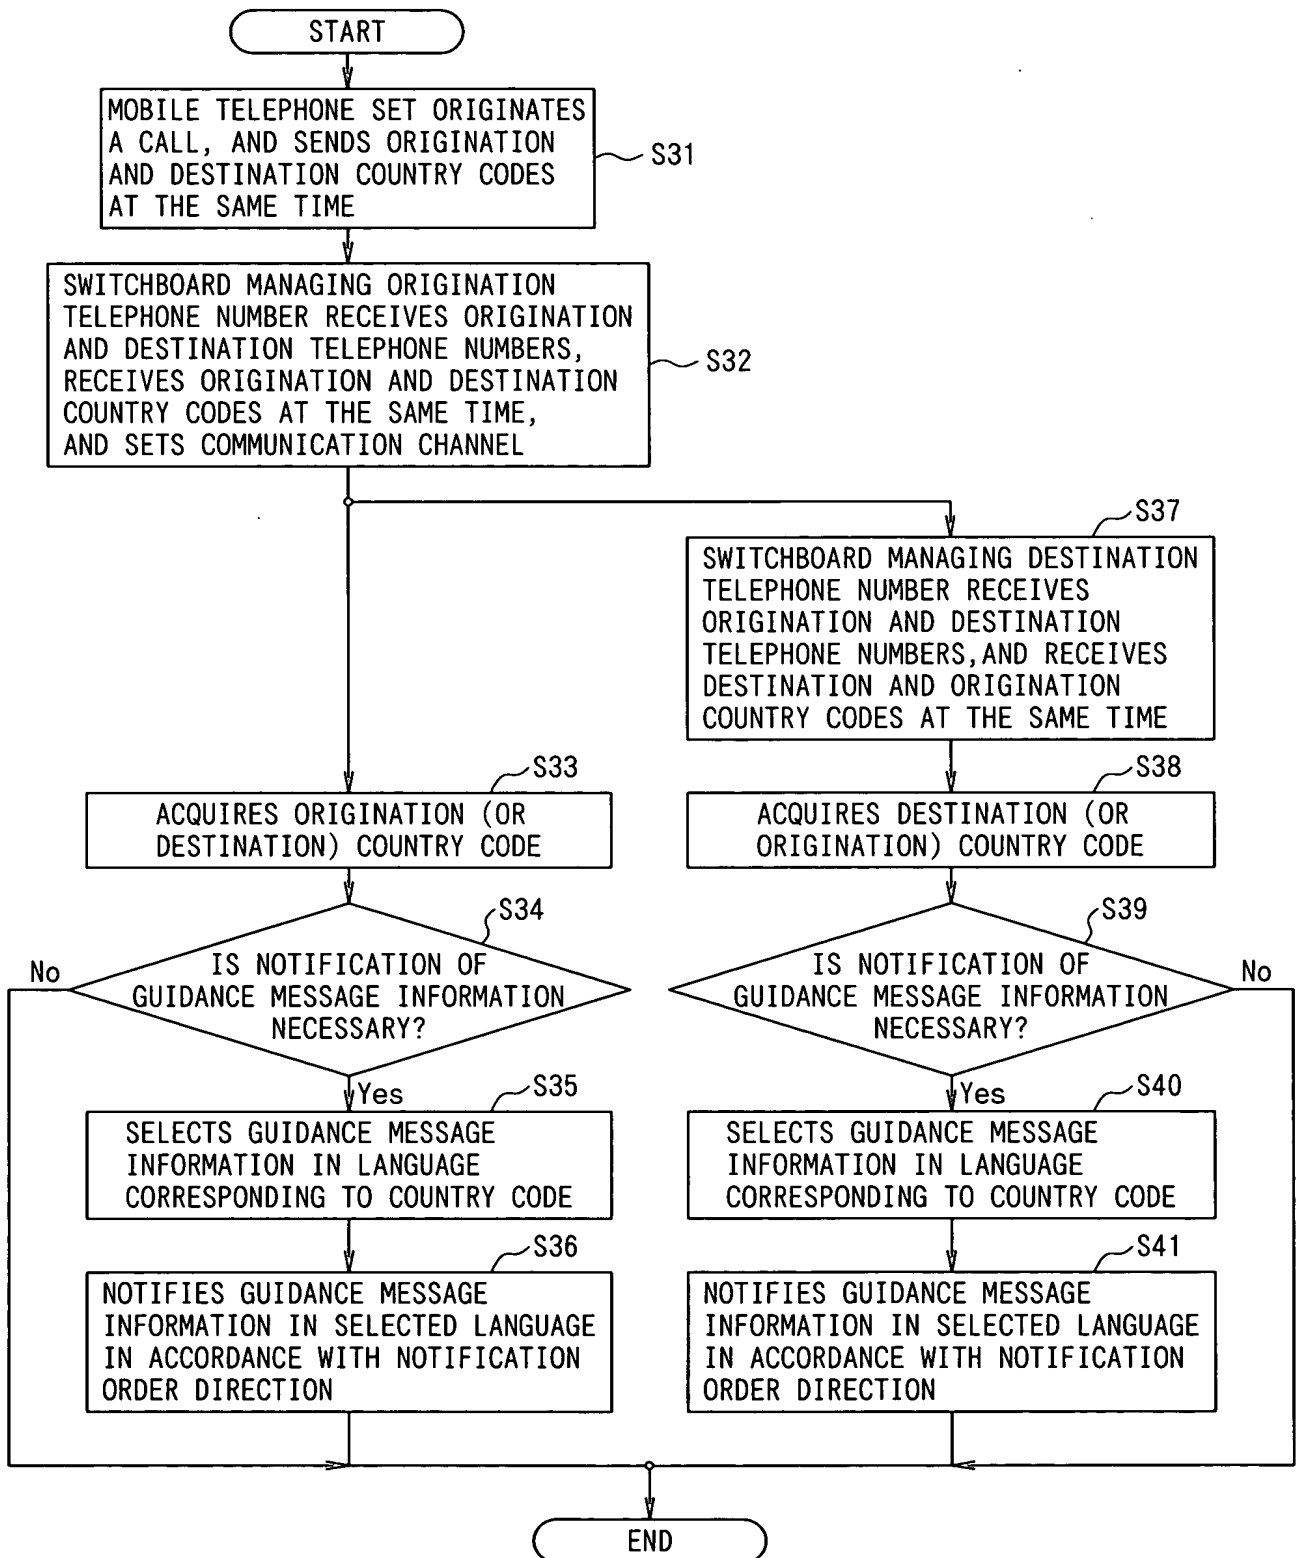 START
MOBILE TELEPHONE SET ORIGINATES
A CALL, AND SENDS ORIGINATION
AND DESTINATION COUNTRY CODES
AT THE SAME TIME
S31
SWITCHBOARD MANAGING ORIGINATION
TELEPHONE NUMBER RECEIVES ORIGINATION
AND DESTINATION TELEPHONE NUMBERS,
RECEIVES ORIGINATION AND DESTINATION
COUNTRY CODES AT THE SAME TIME,
AND SETS COMMUNICATION CHANNEL
S32
S37
SWITCHBOARD MANAGING DESTINATION
TELEPHONE NUMBER RECEIVES
ORIGINATION AND DESTINATION
TELEPHONE NUMBERS,AND RECEIVES
DESTINATION AND ORIGINATION
COUNTRY CODES AT THE SAME TIME
S33
ACQUIRES ORIGINATION (OR
DESTINATION) COUNTRY CODE
S38
ACQUIRES DESTINATION (OR
ORIGINATION) COUNTRY CODE
S34
No
IS NOTIFICATION OF
GUIDANCE MESSAGE INFORMATION
NECESSARY?
Yes
S39
IS NOTIFICATION OF
GUIDANCE MESSAGE INFORMATION
NECESSARY?
No
Yes
S35
SELECTS GUIDANCE MESSAGE
INFORMATION IN LANGUAGE
CORRESPONDING TO COUNTRY CODE
S40
SELECTS GUIDANCE MESSAGE
INFORMATION IN LANGUAGE
CORRESPONDING TO COUNTRY CODE
S36
NOTIFIES GUIDANCE MESSAGE
INFORMATION IN SELECTED LANGUAGE
IN ACCORDANCE WITH NOTIFICATION
ORDER DIRECTION
S41
NOTIFIES GUIDANCE MESSAGE
INFORMATION IN SELECTED LANGUAGE
IN ACCORDANCE WITH NOTIFICATION
ORDER DIRECTION
END